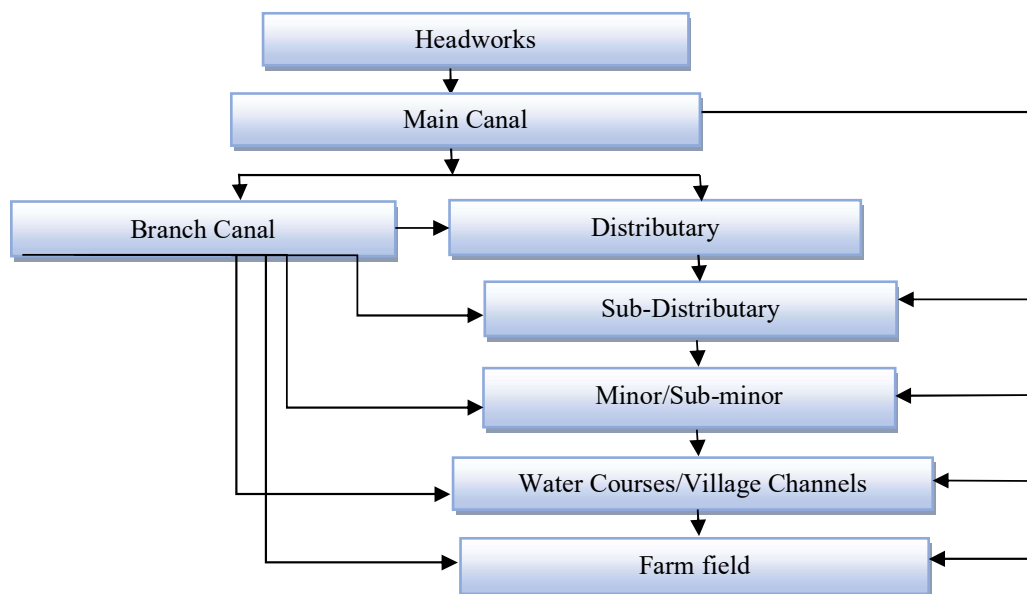 Headworks
Main Canal
Branch Canal
Distributary
Sub-Distributary
Minor/Sub-minor
Water Courses/Village Channels
Farm field